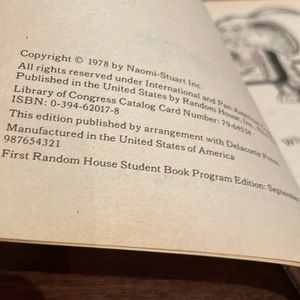 Copyright © 1978 by Naomi-Stuart Inc.
All rights reserved under International and Pan-American
Published in the United States by Random House, Inc.,
Library of Congress Catalog Card Number: 79-64554
ISBN: 0-394-62017-8
This edition published by arrangement with Delacorte Press
Manufactured in the United States of America
987654321
First Random House Student Book Program Edition: September